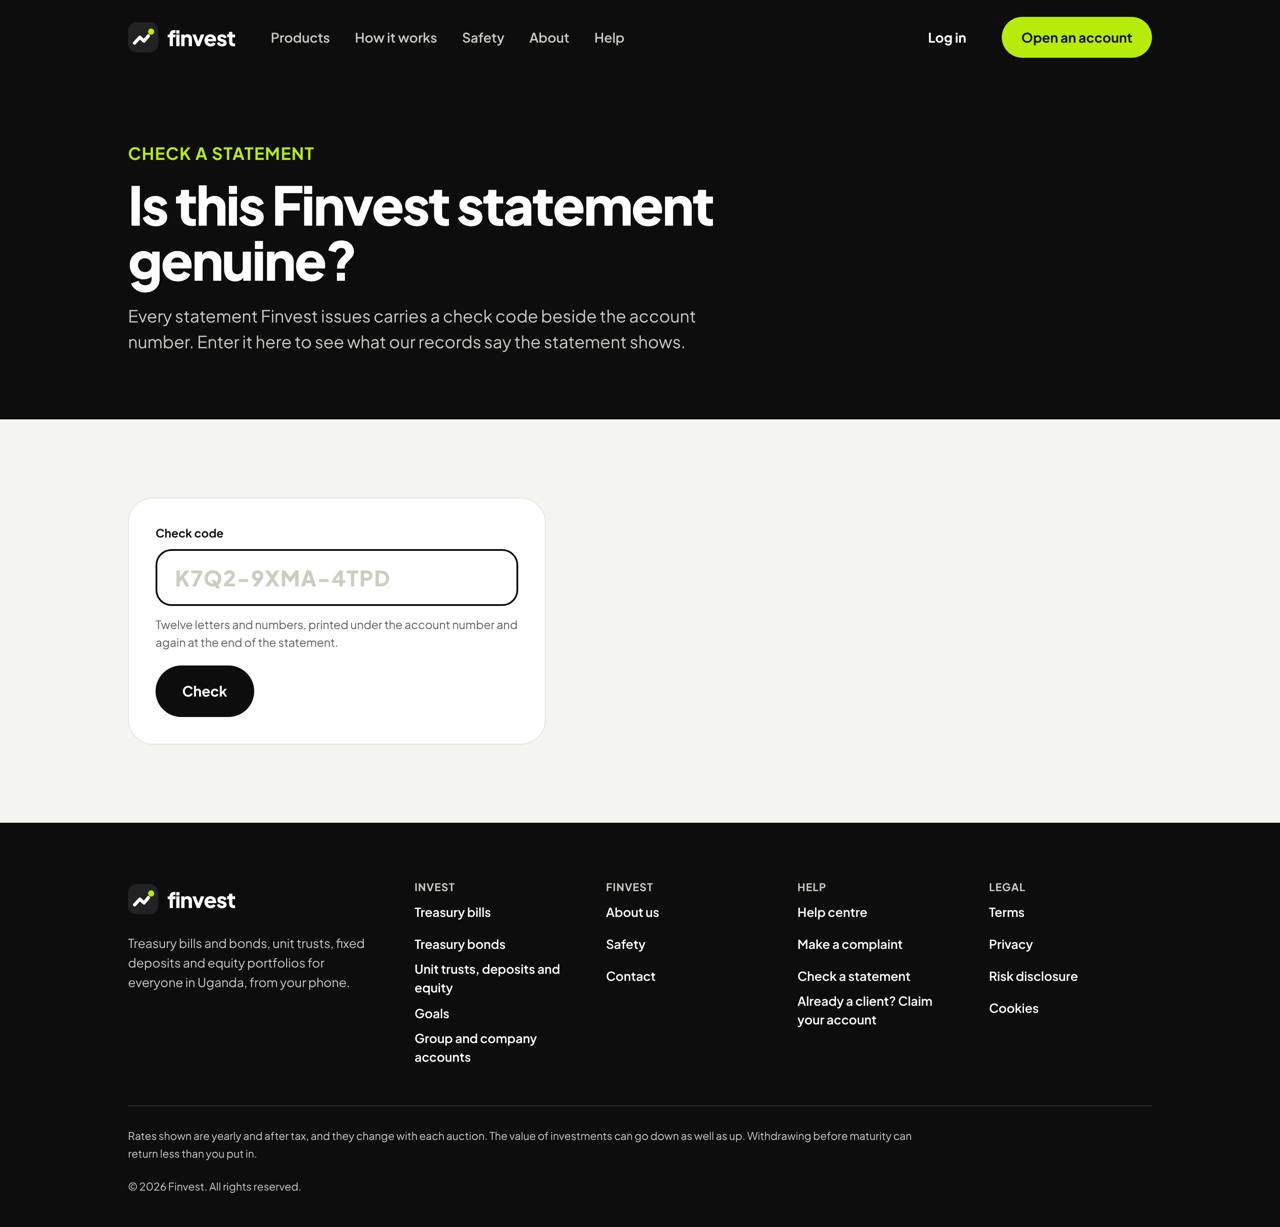 finvest
Products
How it works
Safety
About
Help
Log in
Open an account
CHECK A STATEMENT
Is this Finvest statement
genuine?
Every statement Finvest issues carries a check code beside the account
number. Enter it here to see what our records say the statement shows.
Check code
K7Q2-9XMA-4TPD
Twelve letters and numbers, printed under the account number and
again at the end of the statement.
Check
finvest
Treasury bills and bonds, unit trusts, fixed
deposits and equity portfolios for
everyone in Uganda, from your phone.
INVEST
Treasury bills
Treasury bonds
Unit trusts, deposits and
equity
Goals
Group and company
accounts
FINVEST
About us
Safety
Contact
HELP
Help centre
Make a complaint
Check a statement
Already a client? Claim
your account
LEGAL
Terms
Privacy
Risk disclosure
Cookies
Rates shown are yearly and after tax, and they change with each auction. The value of investments can go down as well as up. Withdrawing before maturity can
return less than you put in.
© 2026 Finvest. All rights reserved.